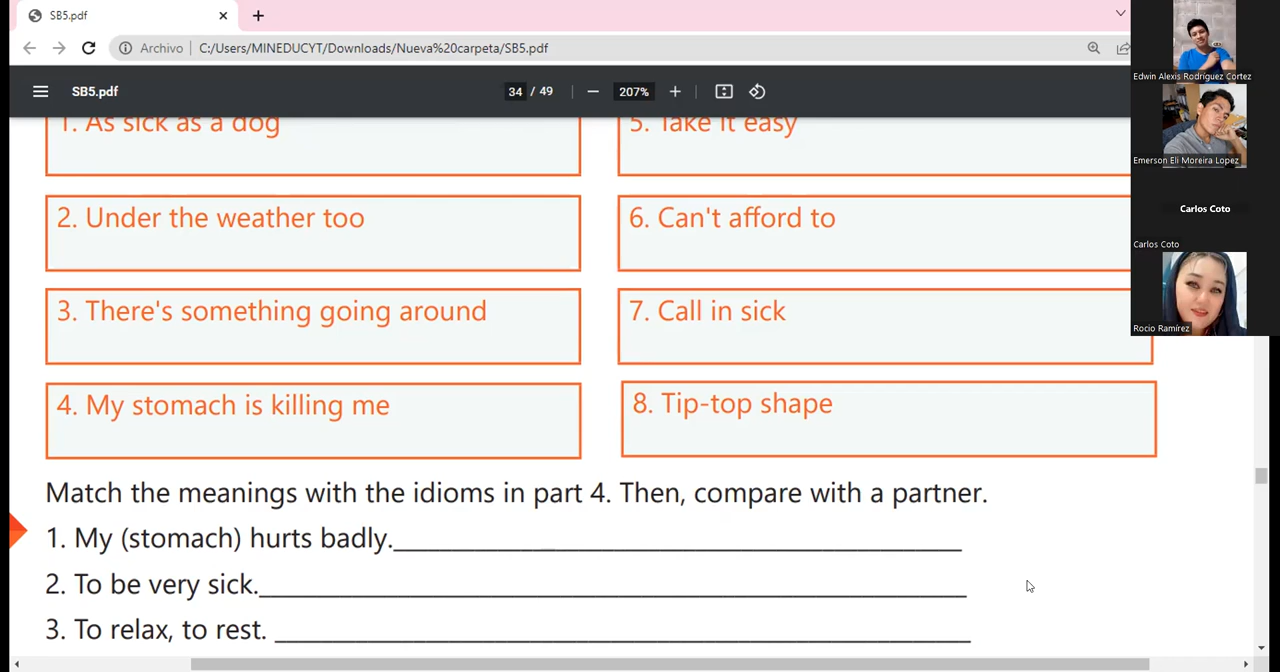 SB5.pdf
Archivo C:/Users/MINEDUCYT/Downloads/Nueva%20carpeta/SB5.pdf
SB5.pdf 34 / 49 207%
1. As sick as a dog
5. Take it easy
2. Under the weather too
6. Can't afford to
3. There's something going around
7. Call in sick
4. My stomach is killing me
8. Tip-top shape
Match the meanings with the idioms in part 4. Then, compare with a partner.
1. My (stomach) hurts badly.
2. To be very sick.
3. To relax, to rest.
Edwin Alexis Rodríguez Cortez
Emerson Eli Moreira Lopez
Carlos Coto
Carlos Coto
Rocio Ramírez